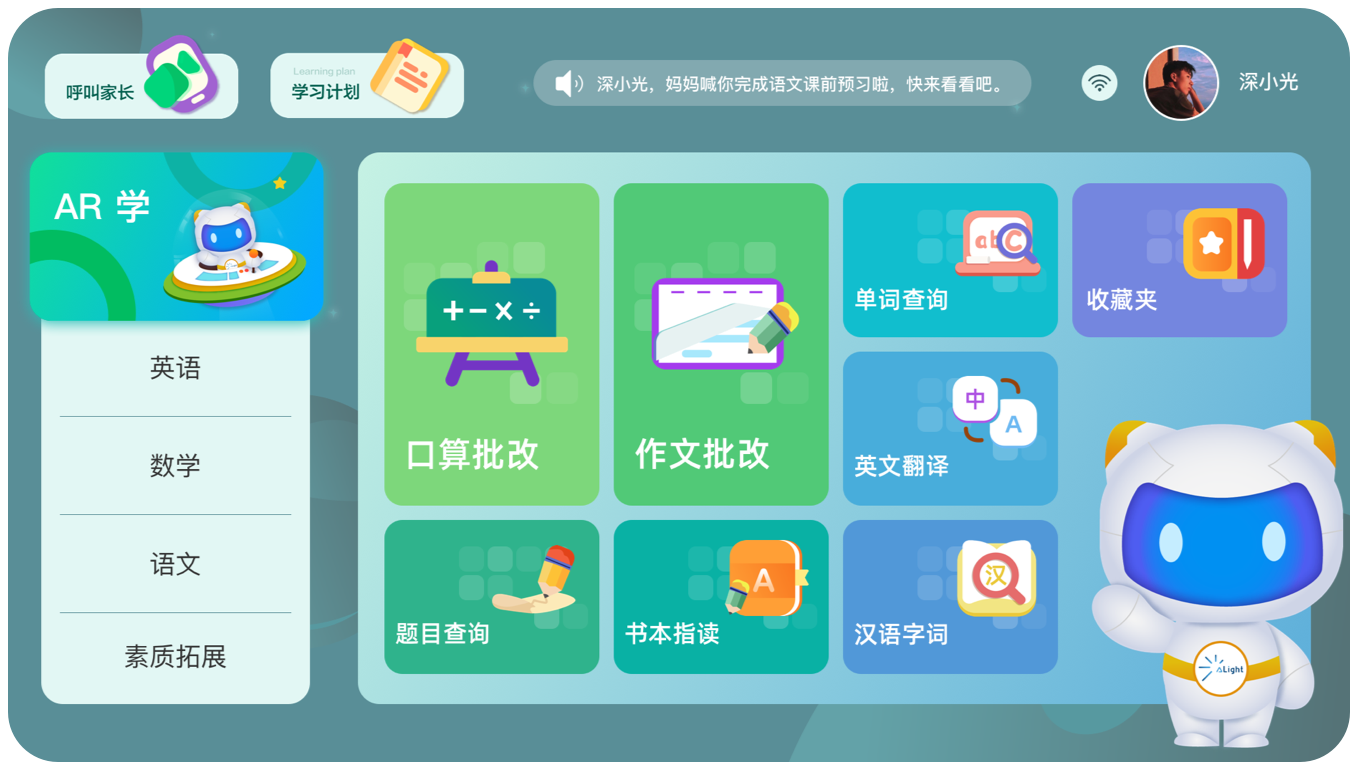 呼叫家长
Learning plan
学习计划
深小光，妈妈喊你完成语文课前预习啦，快来看看吧。
深小光
AR 学
英语
数学
语文
素质拓展
+ − × ÷
口算批改
作文批改
abC
单词查询
收藏夹
中
A
英文翻译
题目查询
A
书本指读
汉
汉语字词
Light